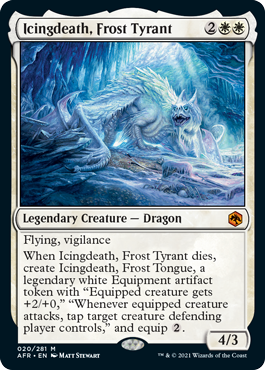 Icingdeath, Frost Tyrant 2
Legendary Creature — Dragon
Flying, vigilance
When Icingdeath, Frost Tyrant dies,
create Icingdeath, Frost Tongue, a
legendary white Equipment artifact
token with “Equipped creature gets
+2/+0,” “Whenever equipped creature
attacks, tap target creature defending
player controls,” and equip 2.
4/3
020/281 M
AFR • EN Matt Stewart
™ & © 2021 Wizards of the Coast